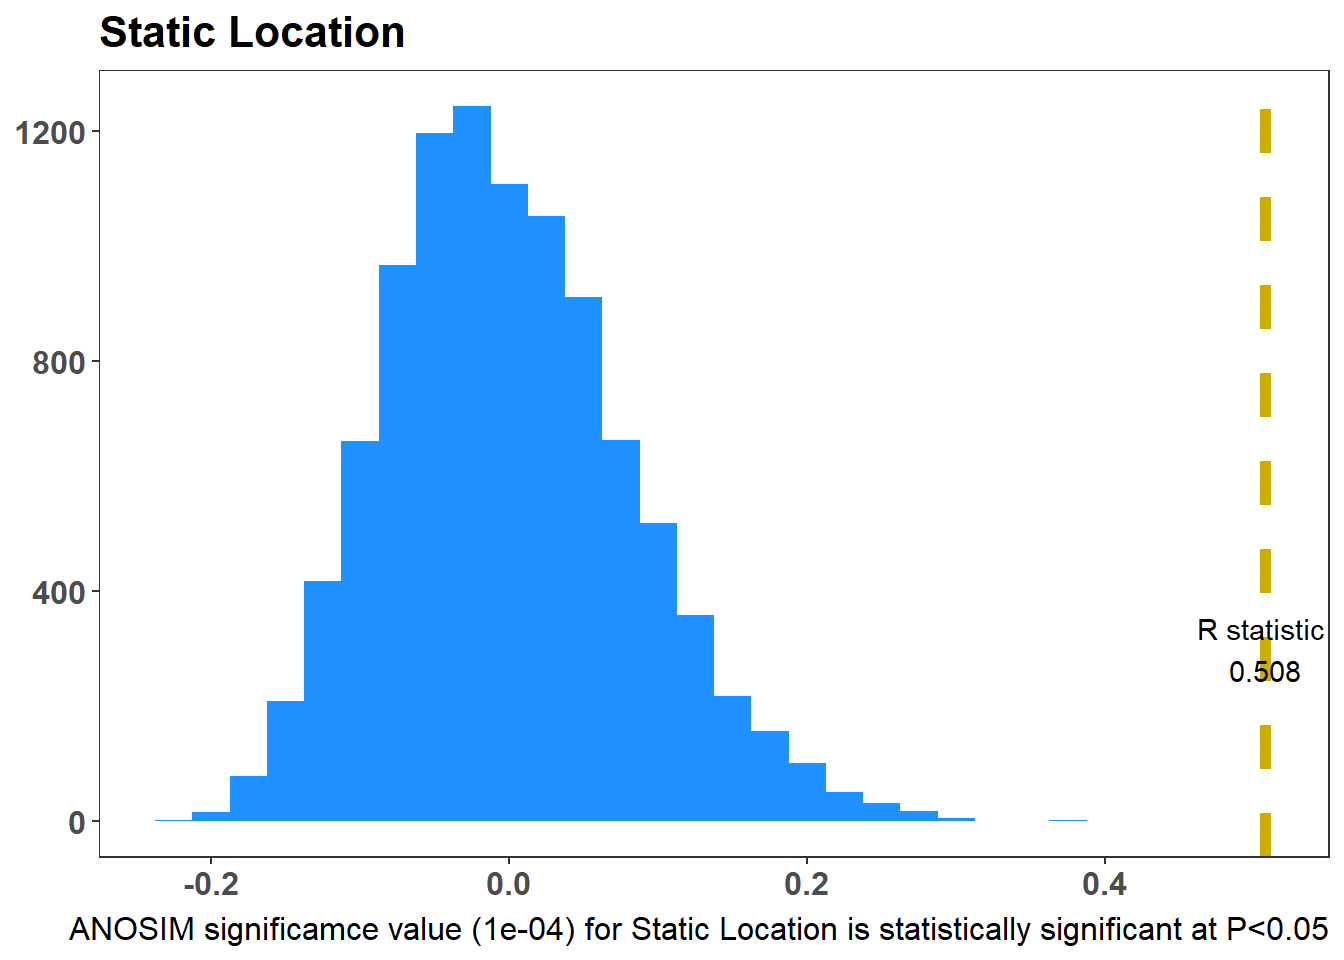 Static Location
1200
800
400
0
R statistic
0.508
-0.2 0.0 0.2 0.4
ANOSIM significamce value (1e-04) for Static Location is statistically significant at P<0.05